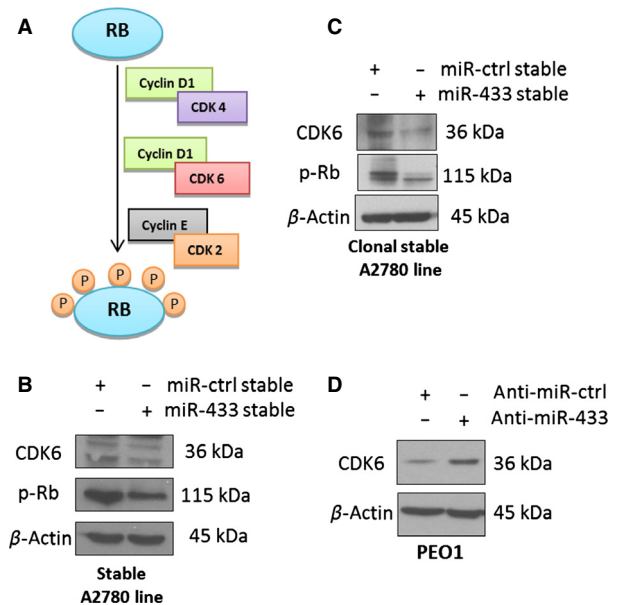 A
RB
Cyclin D1
CDK 4
Cyclin D1
CDK 6
Cyclin E
CDK 2
P P P P P
RB
B
+ – miR-ctrl stable
– + miR-433 stable
CDK6 36 kDa
p-Rb 115 kDa
β-Actin 45 kDa
Stable
A2780 line
C
+ – miR-ctrl stable
– + miR-433 stable
CDK6 36 kDa
p-Rb 115 kDa
β-Actin 45 kDa
Clonal stable
A2780 line
D
+ – Anti-miR-ctrl
– + Anti-miR-433
CDK6 36 kDa
β-Actin 45 kDa
PEO1